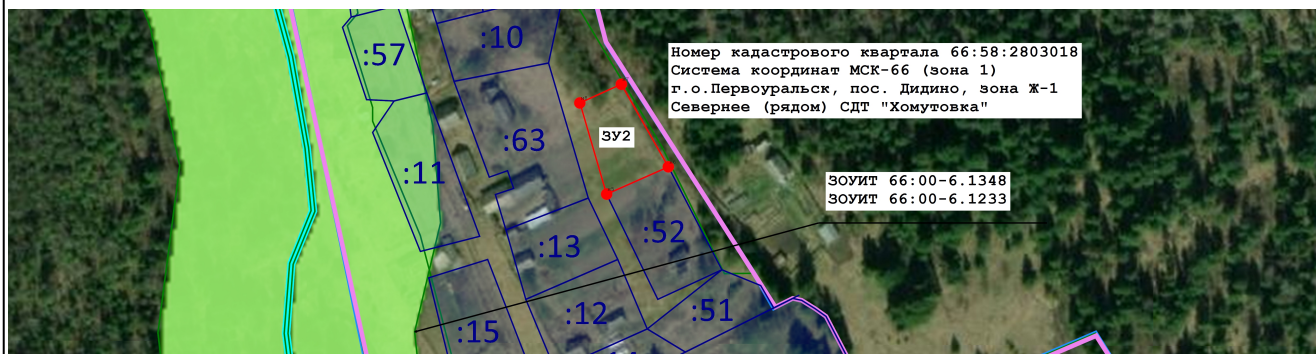 :57
:10
Номер кадастрового квартала 66:58:2803018
Система координат МСК-66 (зона 1)
г.о.Первоуральск, пос. Дидино, зона Ж-1
Севернее (рядом) СДТ "Хомутовка"
:63
ЗУ2
:11
ЗОУИТ 66:00-6.1348
ЗОУИТ 66:00-6.1233
:13
:52
:15
:12
:51